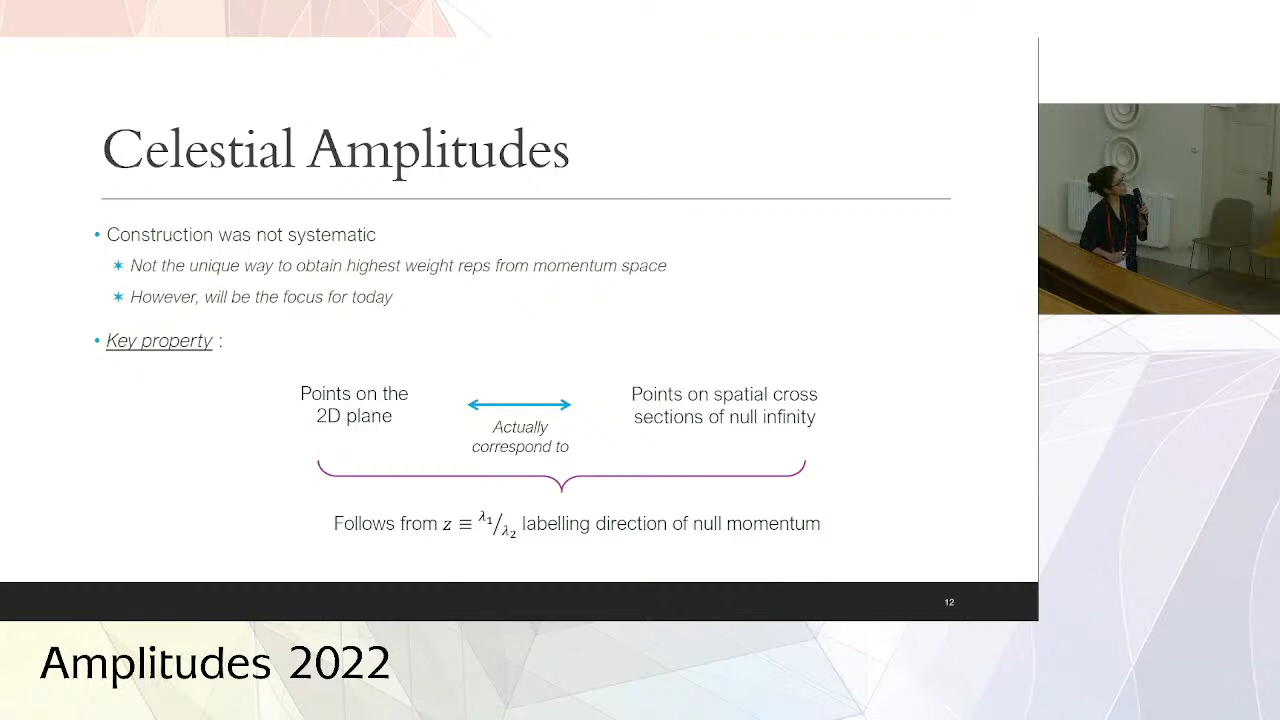 Celestial Amplitudes
• Construction was not systematic
✶ Not the unique way to obtain highest weight reps from momentum space
✶ However, will be the focus for today
• Key property :
Points on the
2D plane
Actually
correspond to
Points on spatial cross
sections of null infinity
Follows from z ≡ λ₁/λ₂ labelling direction of null momentum
12
Amplitudes 2022